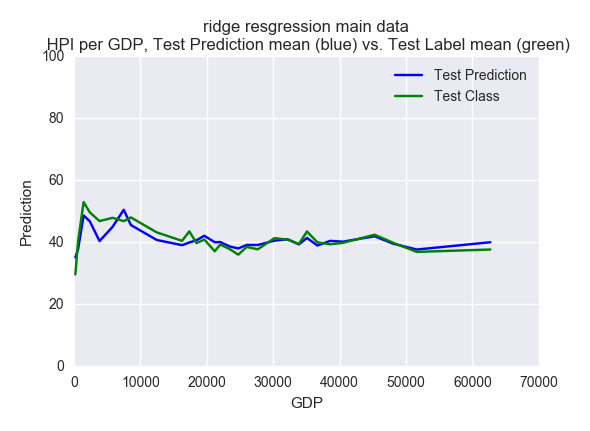 ridge resgression main data
HPI per GDP, Test Prediction mean (blue) vs. Test Label mean (green)
100
80
60
40
20
0
Prediction
Test Prediction
Test Class
0 10000 20000 30000 40000 50000 60000 70000
GDP